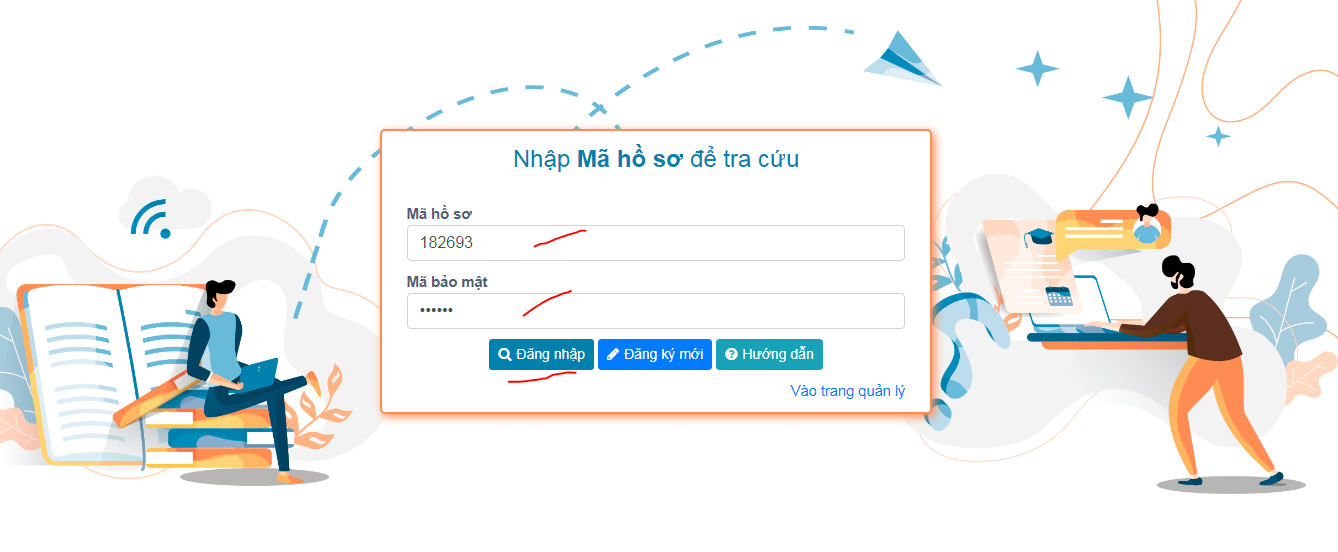 Nhập Mã hồ sơ để tra cứu
Mã hồ sơ
182693
Mã bảo mật
••••••
Đăng nhập Đăng ký mới Hướng dẫn
Vào trang quản lý